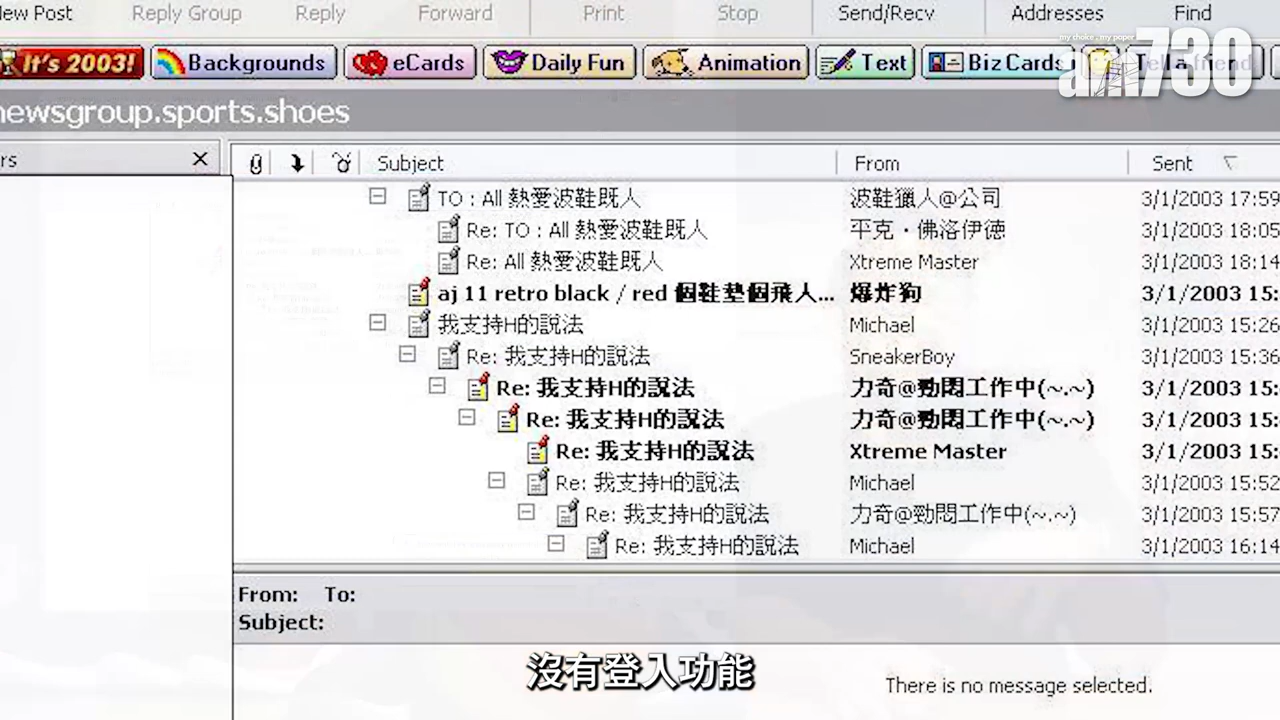 New Post Reply Group Reply Forward Print Stop Send/Recv Addresses Find
It's 2003! Backgrounds eCards Daily Fun Animation Text Biz Cards Tell a friend
my choice . my paper
am730
newsgroup.sports.shoes
rs × Subject From Sent
TO : All 熱愛波鞋既人 波鞋獵人@公司 3/1/2003 17:59
Re: TO : All 熱愛波鞋既人 平克・佛洛伊德 3/1/2003 18:05
Re: All 熱愛波鞋既人 Xtreme Master 3/1/2003 18:14
aj 11 retro black / red 個鞋墊個飛人... 爆炸狗 3/1/2003 15:
我支持H的說法 Michael 3/1/2003 15:26
Re: 我支持H的說法 SneakerBoy 3/1/2003 15:36
Re: 我支持H的說法 力奇@勁悶工作中(~.~) 3/1/2003 15:
Re: 我支持H的說法 力奇@勁悶工作中(~.~) 3/1/2003 15:
Re: 我支持H的說法 Xtreme Master 3/1/2003 15:
Re: 我支持H的說法 Michael 3/1/2003 15:52
Re: 我支持H的說法 力奇@勁悶工作中(~.~) 3/1/2003 15:57
Re: 我支持H的說法 Michael 3/1/2003 16:14
From: To:
Subject:
沒有登入功能
There is no message selected.